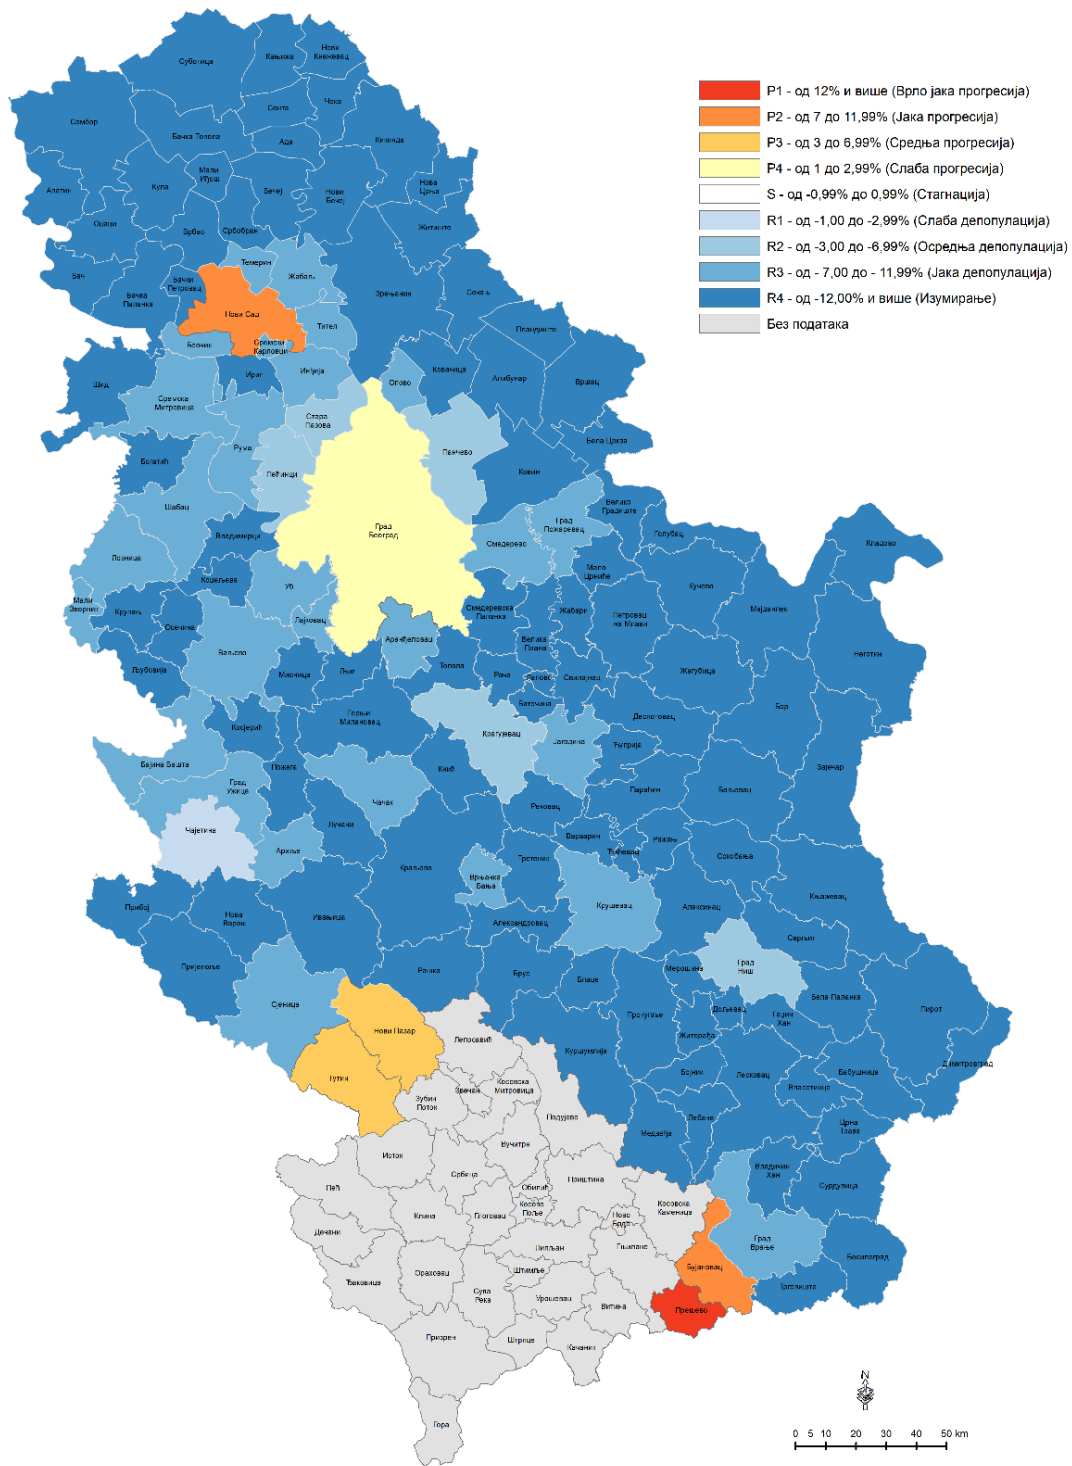 P1 - од 12% и више (Врло јака прогресија)
P2 - од 7 до 11,99% (Јака прогресија)
P3 - од 3 до 6,99% (Средња прогресија)
P4 - од 1 до 2,99% (Слаба прогресија)
S - од -0,99% до 0,99% (Стагнација)
R1 - од -1,00 до -2,99% (Слаба депопулација)
R2 - од -3,00 до -6,99% (Осредња депопулација)
R3 - од - 7,00 до - 11,99% (Јака депопулација)
R4 - од -12,00% и више (Изумирање)
Без података
Суботица
Кањижа
Нови
Кнежевац
Сента
Чока
Сомбор
Бачка Топола
Ада
Кикинда
Апатин
Кула
Мали
Иђош
Бечеј
Нови
Бечеј
Нова
Црња
Оџаци
Врбас
Србобран
Житиште
Бач
Бачка
Паланка
Бачки
Петровац
Темерин
Жабаљ
Зрењанин
Сечањ
Нови Сад
Тител
Пландиште
Беочин
Сремски
Карловци
Шид
Ириг
Инђија
Опово
Ковачица
Алибунар
Вршац
Сремска
Митровица
Стара
Пазова
Рума
Панчево
Бела Црква
Богатић
Пећинци
Ковин
Шабац
Град
Београд
Велико
Градиште
Град
Пожаревац
Голубац
Кладово
Владимирци
Смедерево
Лозница
Мало
Црниће
Кучево
Коцељева
Уб
Мали
Зворник
Крупањ
Осечина
Лајковац
Смедеревска
Паланка
Жабари
Петровац
на Млави
Мајданпек
Аранђеловац
Велика
Плана
Неготин
Љубовија
Ваљево
Мионица
Љиг
Топола
Рача
Лапово
Свилајнац
Жагубица
Баточина
Деспотовац
Бор
Косјерић
Горњи
Милановац
Крагујевац
Јагодина
Ћуприја
Бајина Башта
Град
Ужице
Пожега
Кнић
Параћин
Бољевац
Зајечар
Чачак
Рековац
Чајетина
Лучани
Варварин
Ћићевац
Ражањ
Сокобања
Ариље
Краљево
Врњачка
Бања
Трстеник
Књажевац
Прибој
Нова
Варош
Ивањица
Крушевац
Алексинац
Александровац
Сврљиг
Пријепоље
Рашка
Брус
Блаце
Мерошина
Град
Ниш
Бела Паланка
Пирот
Сјеница
Прокупље
Дољевац
Гаџин
Хан
Нови Пазар
Лепосавић
Житорађа
Куршумлија
Димитровград
Тутин
Зубин
Поток
Звечан
Косовска
Митровица
Бојник
Лесковац
Бабушница
Власотинце
Подујево
Лебане
Медвеђа
Црна
Трава
Вучитрн
Исток
Србица
Приштина
Владичин
Хан
Сурдулица
Пећ
Обилић
Косово
Поље
Косовска
Каменица
Клина
Глоговац
Ново
Брдо
Дечани
Липљан
Гњилане
Град
Врање
Босилеград
Ђаковица
Ораховац
Штимље
Бујановац
Сува
Река
Урошевац
Витина
Трговиште
Прешево
Призрен
Штрпце
Качаник
Гора
N
0 5 10 20 30 40 50 km